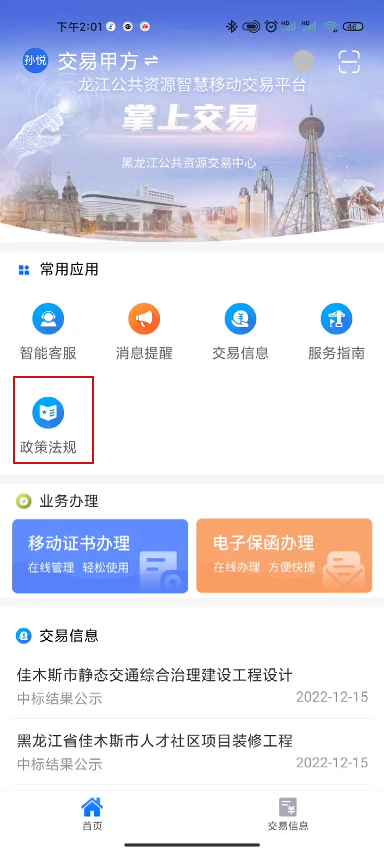 下午2:01
HD HD 46
孙悦 交易甲方
龙江公共资源智慧移动交易平台
掌上交易
黑龙江公共资源交易中心
常用应用
智能客服 消息提醒 交易信息 服务指南
政策法规
业务办理
移动证书办理 电子保函办理
在线管理 轻松使用 在线办理 方便快捷
交易信息
佳木斯市静态交通综合治理建设工程设计
中标结果公示 2022-12-15
黑龙江省佳木斯市人才社区项目装修工程
中标结果公示 2022-12-15
首页 交易信息